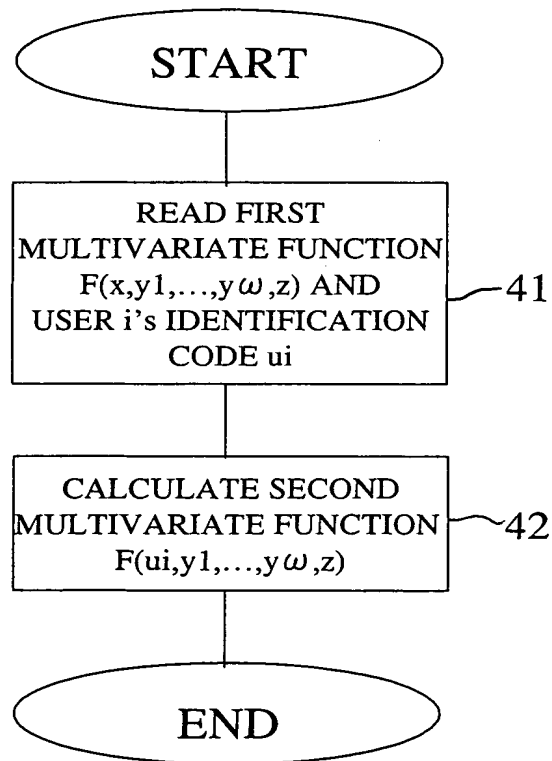 START
READ FIRST
MULTIVARIATE FUNCTION
F(x,y1,...,yω,z) AND
USER i's IDENTIFICATION
CODE ui
41
CALCULATE SECOND
MULTIVARIATE FUNCTION
F(ui,y1,...,yω,z)
42
END